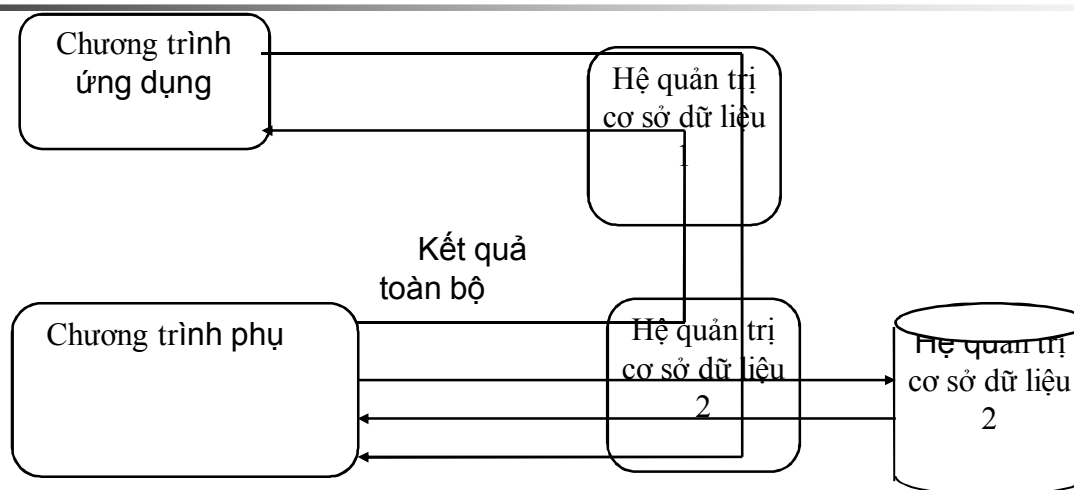 Chương trình
ứng dụng
Hệ quản trị
cơ sở dữ liệu
1
Kết quả
toàn bộ
Chương trình phụ
Hệ quản trị
cơ sở dữ liệu
2
Hệ quản trị
cơ sở dữ liệu
2